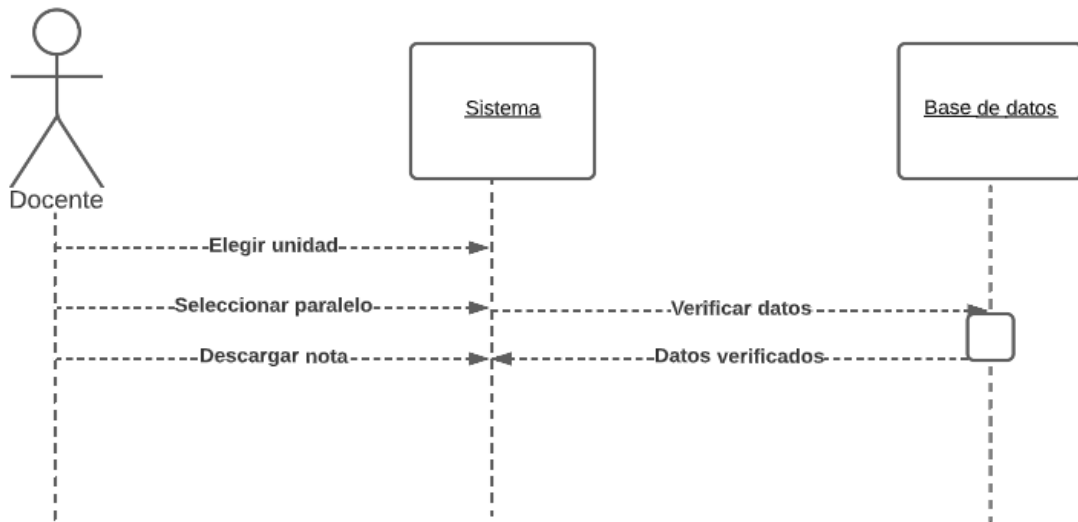 Sistema
Base de datos
Docente
Elegir unidad
Seleccionar paralelo
Verificar datos
Descargar nota
Datos verificados